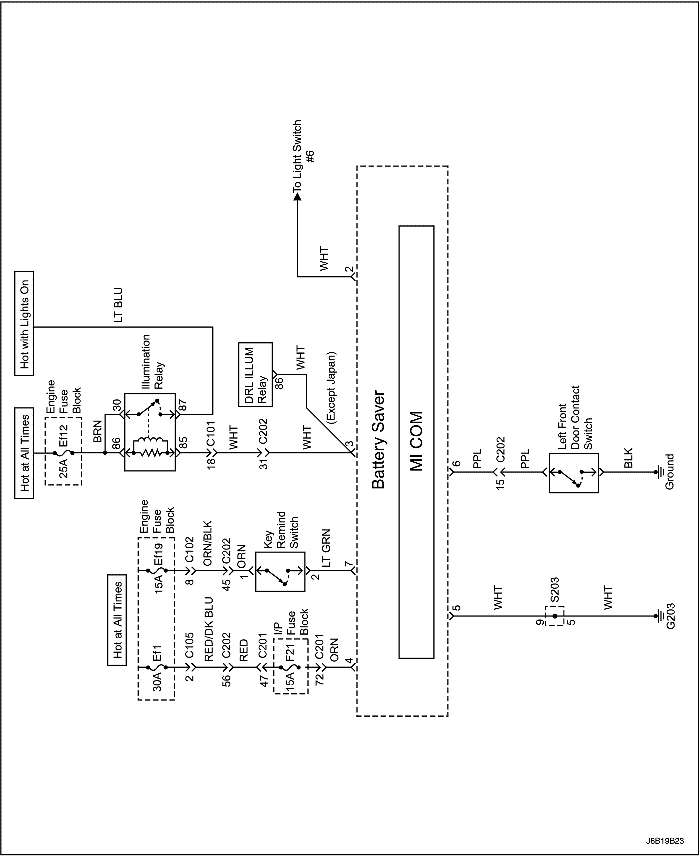 To Light Switch
#6
WHT
2
Hot with Lights On
LT BLU
Hot at All Times
Engine
Fuse
Block
Ef12
25A
BRN
30
86
Illumination
Relay
87
85
C101
18
WHT
C202
31
WHT
DRL ILLUM
Relay
86
WHT
(Except Japan)
3
Hot at All Times
Engine
Fuse
Block
Ef19
15A
C102
8
ORN/BLK
C202
45
ORN
1
Key
Remind
Switch
2
LT GRN
7
Ef1
30A
C105
2
RED/DK BLU
C202
56
RED
C201
47
I/P
Fuse
Block
F21
15A
C201
72
ORN
4
Battery Saver
MI COM
6
PPL
C202
15
PPL
Left Front
Door Contact
Switch
BLK
Ground
5
WHT
S203
9
5
WHT
G203
J5B19B23